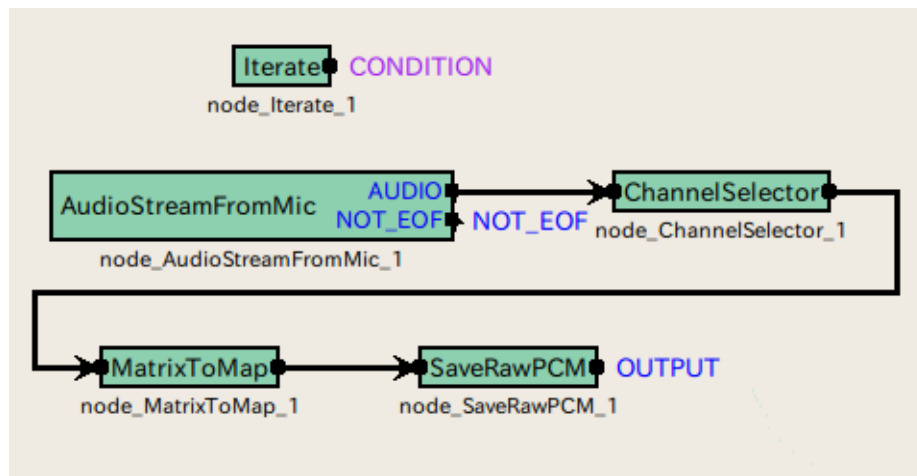 Iterate CONDITION
node_Iterate_1
AudioStreamFromMic AUDIO ChannelSelector
NOT_EOF NOT_EOF
node_AudioStreamFromMic_1 node_ChannelSelector_1
MatrixToMap SaveRawPCM OUTPUT
node_MatrixToMap_1 node_SaveRawPCM_1